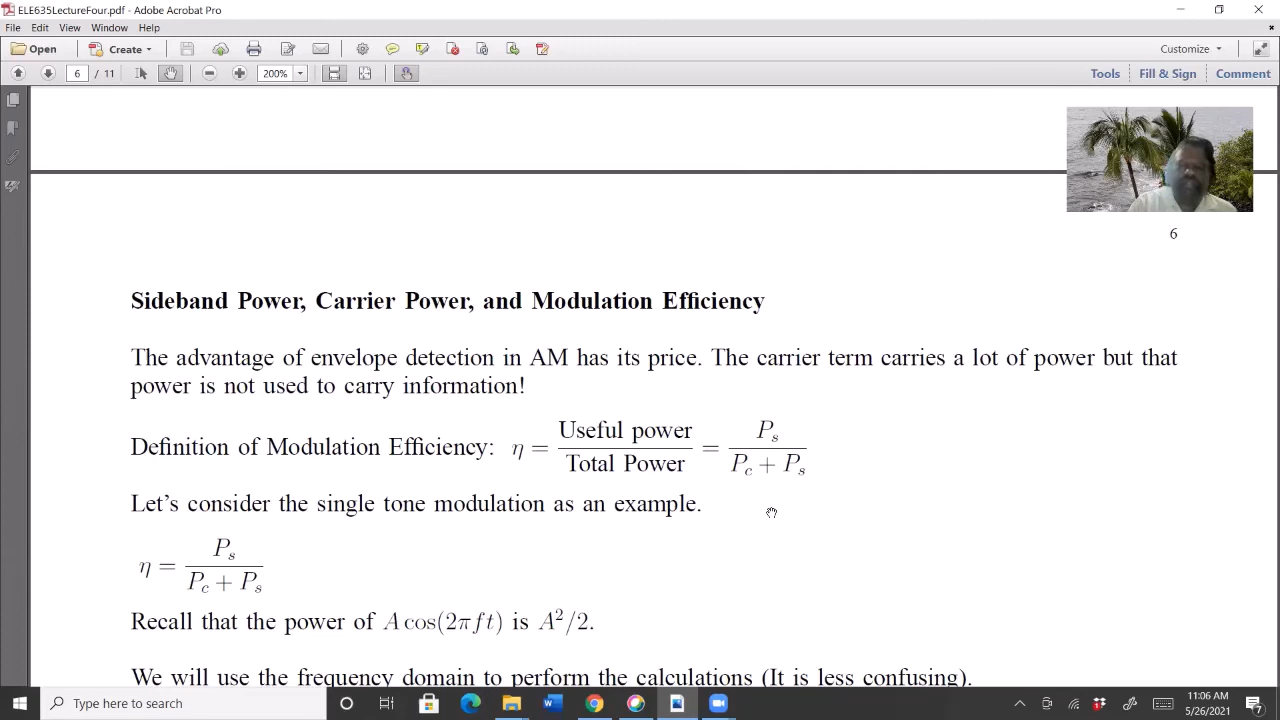 ELE635LectureFour.pdf - Adobe Acrobat Pro
File Edit View Window Help
Open Create Customize
6 / 11 200% Tools Fill & Sign Comment
6
Sideband Power, Carrier Power, and Modulation Efficiency
The advantage of envelope detection in AM has its price. The carrier term carries a lot of power but that
power is not used to carry information!
Definition of Modulation Efficiency: η = Useful power / Total Power = P_s / (P_c + P_s)
Let's consider the single tone modulation as an example.
η = P_s / (P_c + P_s)
Recall that the power of A cos(2πft) is A²/2.
We will use the frequency domain to perform the calculations (It is less confusing).
Type here to search
11:06 AM
5/26/2021
7